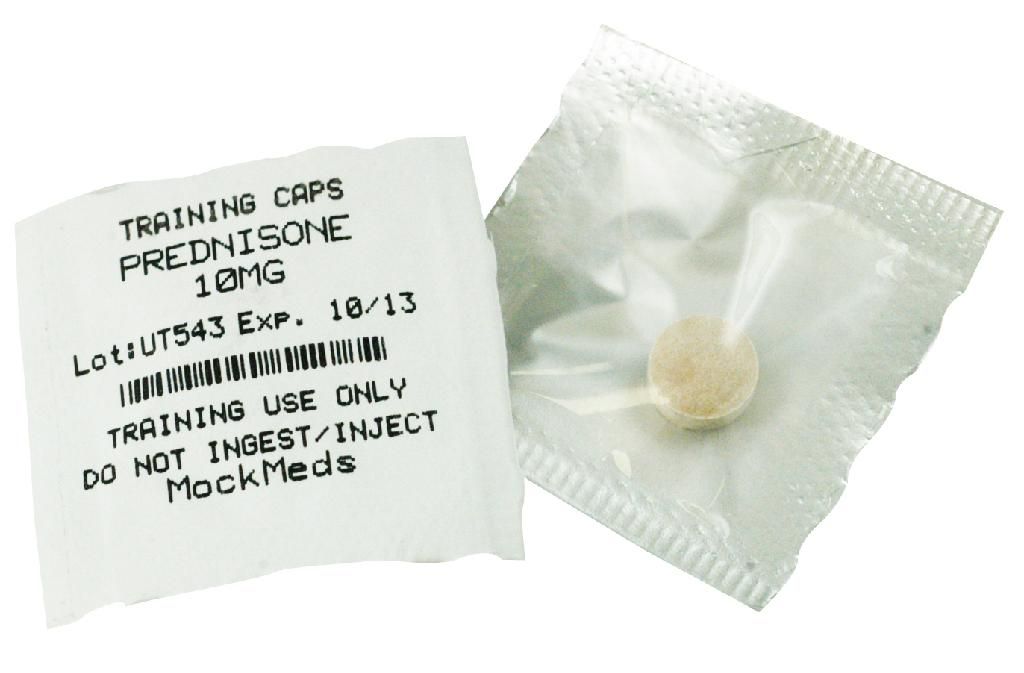 TRAINING CAPS
PREDNISONE
10MG
Lot:UT543 Exp. 10/13
TRAINING USE ONLY
DO NOT INGEST/INJECT
MockMeds